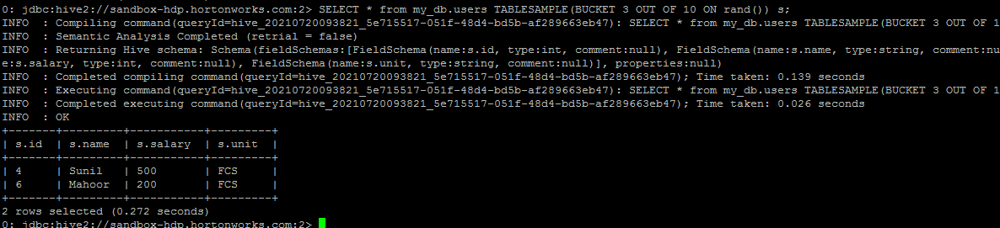 0: jdbc:hive2://sandbox-hdp.hortonworks.com:2> SELECT * from my_db.users TABLESAMPLE(BUCKET 3 OUT OF 10 ON rand()) s;
INFO  : Compiling command(queryId=hive_20210720093821_5e715517-051f-48d4-bd5b-af289663eb47): SELECT * from my_db.users TABLESAMPLE(BUCKET 3 OUT OF 1
INFO  : Semantic Analysis Completed (retrial = false)
INFO  : Returning Hive schema: Schema(fieldSchemas:[FieldSchema(name:s.id, type:int, comment:null), FieldSchema(name:s.name, type:string, comment:nu
e:s.salary, type:int, comment:null), FieldSchema(name:s.unit, type:string, comment:null)], properties:null)
INFO  : Completed compiling command(queryId=hive_20210720093821_5e715517-051f-48d4-bd5b-af289663eb47); Time taken: 0.139 seconds
INFO  : Executing command(queryId=hive_20210720093821_5e715517-051f-48d4-bd5b-af289663eb47): SELECT * from my_db.users TABLESAMPLE(BUCKET 3 OUT OF 1
INFO  : Completed executing command(queryId=hive_20210720093821_5e715517-051f-48d4-bd5b-af289663eb47); Time taken: 0.026 seconds
INFO  : OK
+-------+---------+-----------+---------+
| s.id  | s.name  | s.salary  | s.unit  |
+-------+---------+-----------+---------+
| 4     | Sunil   | 500       | FCS     |
| 6     | Mahoor  | 200       | FCS     |
+-------+---------+-----------+---------+
2 rows selected (0.272 seconds)
0: jdbc:hive2://sandbox-hdp.hortonworks.com:2>